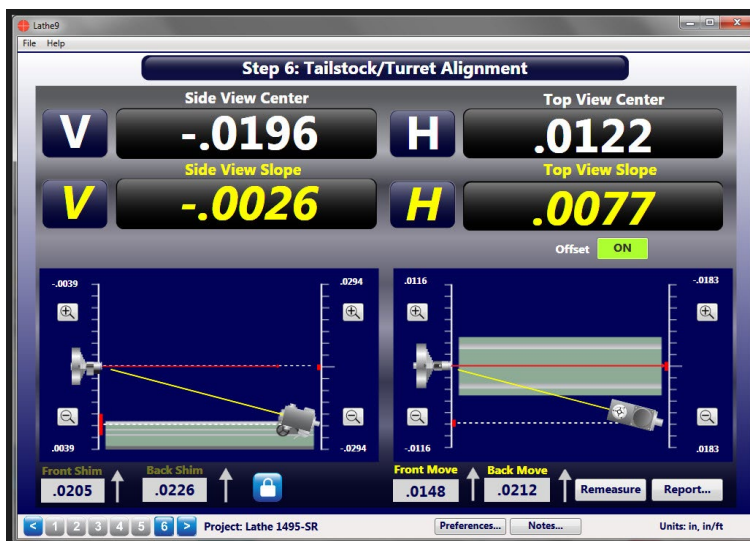 Lathe9
File Help
Step 6: Tailstock/Turret Alignment
Side View Center
V -.0196
Side View Slope
V -.0026
Top View Center
H .0122
Top View Slope
H .0077
Offset ON
-.0039 .0294
.0039 -.0294
.0116 -.0183
-.0116 .0183
Front Shim Back Shim
.0205 .0226
Front Move Back Move
.0148 .0212 Remeasure Report...
< 1 2 3 4 5 6 > Project: Lathe 1495-SR Preferences... Notes... Units: in, in/ft